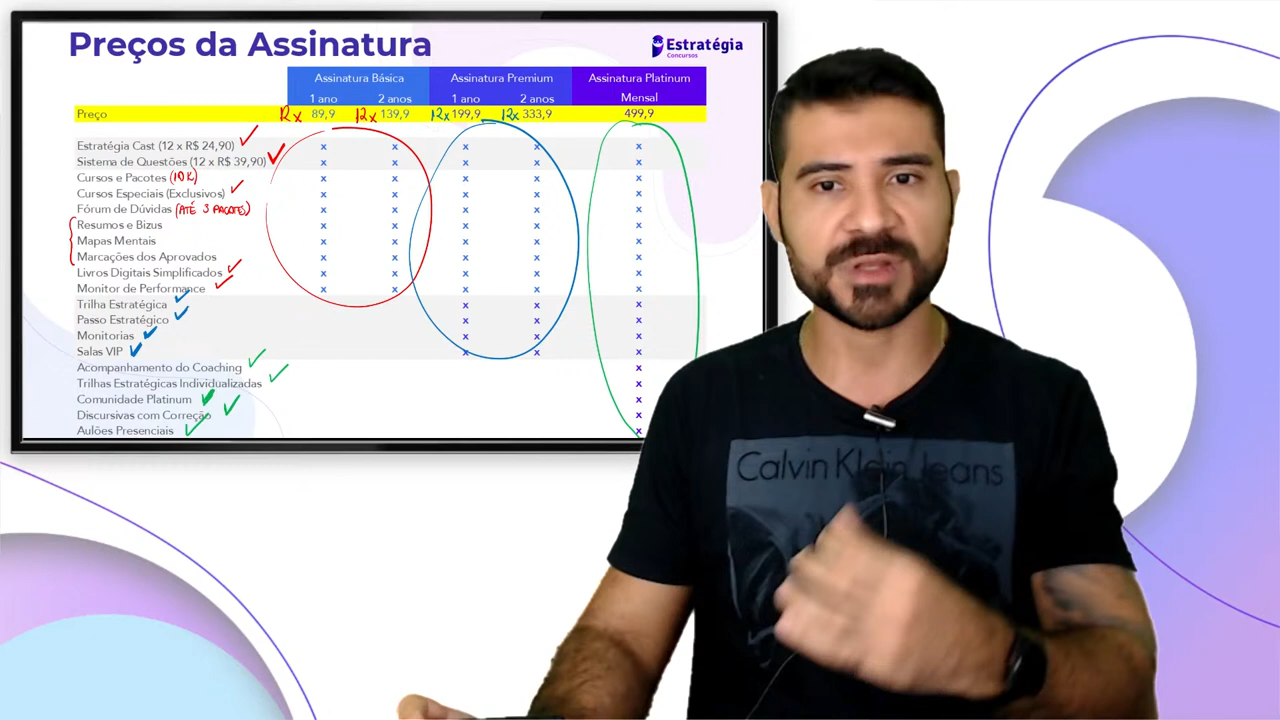 Preços da Assinatura
Estratégia
Concursos
Assinatura Básica Assinatura Premium Assinatura Platinum
1 ano 2 anos 1 ano 2 anos Mensal
Preço 12x 89,9 12x 139,9 12x 199,9 12x 333,9 499,9
Estratégia Cast (12 x R$ 24,90) x x x x x
Sistema de Questões (12 x R$ 39,90) x x x x x
Cursos e Pacotes (10K) x x x x x
Cursos Especiais (Exclusivos) x x x x x
Fórum de Dúvidas (ATÉ 3 PACOTES) x x x x x
Resumos e Bizus x x x x x
Mapas Mentais x x x x x
Marcações dos Aprovados x x x x x
Livros Digitais Simplificados x x x x x
Monitor de Performance x x x x x
Trilha Estratégica x x x
Passo Estratégico x x x
Monitorias x x x
Salas VIP x x x
Acompanhamento do Coaching x
Trilhas Estratégicas Individualizadas x
Comunidade Platinum x
Discursivas com Correção x
Aulões Presenciais x
Calvin Klein Jeans